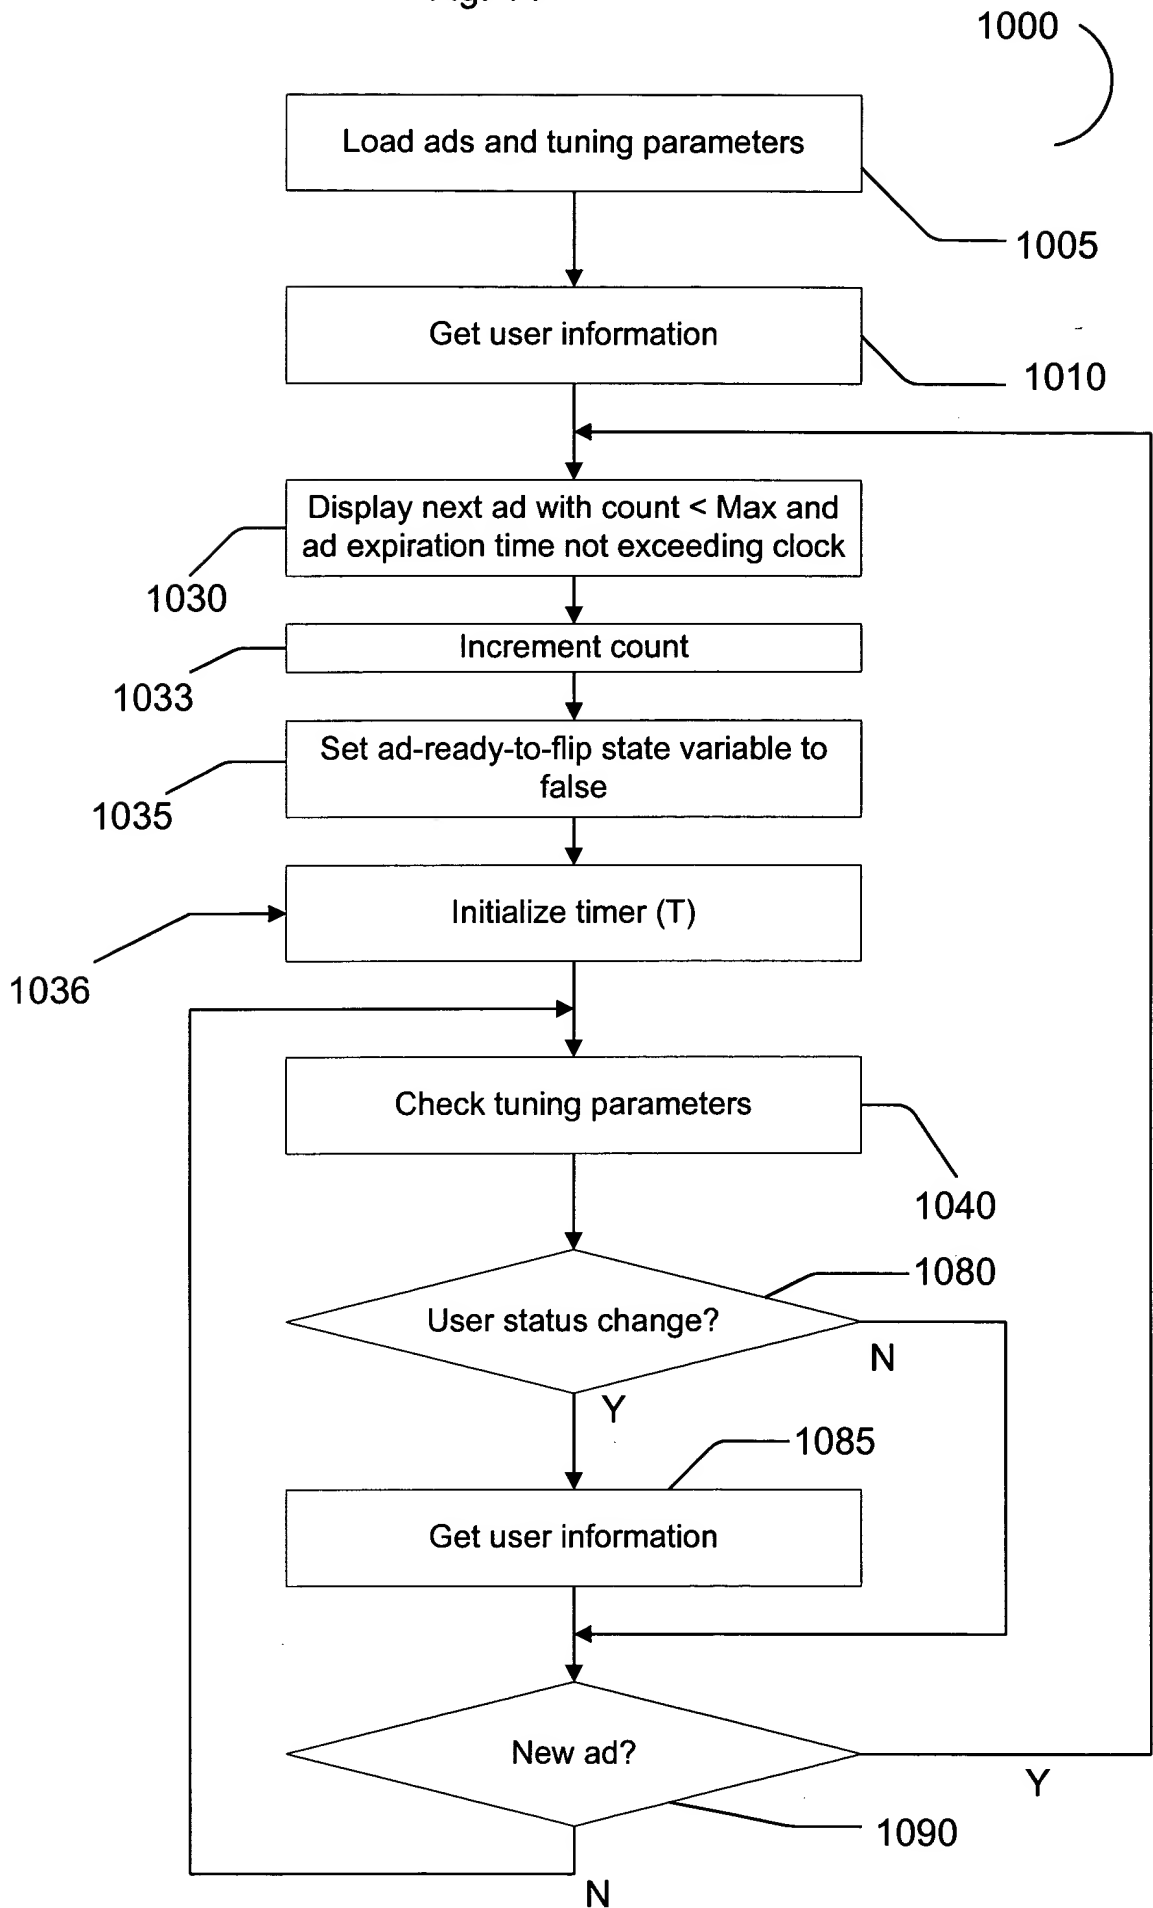 1000
Load ads and tuning parameters
1005
Get user information
1010
Display next ad with count < Max and
ad expiration time not exceeding clock
1030
Increment count
1033
Set ad-ready-to-flip state variable to
false
1035
Initialize timer (T)
1036
Check tuning parameters
1040
1080
User status change?
N
Y
1085
Get user information
New ad?
Y
1090
N